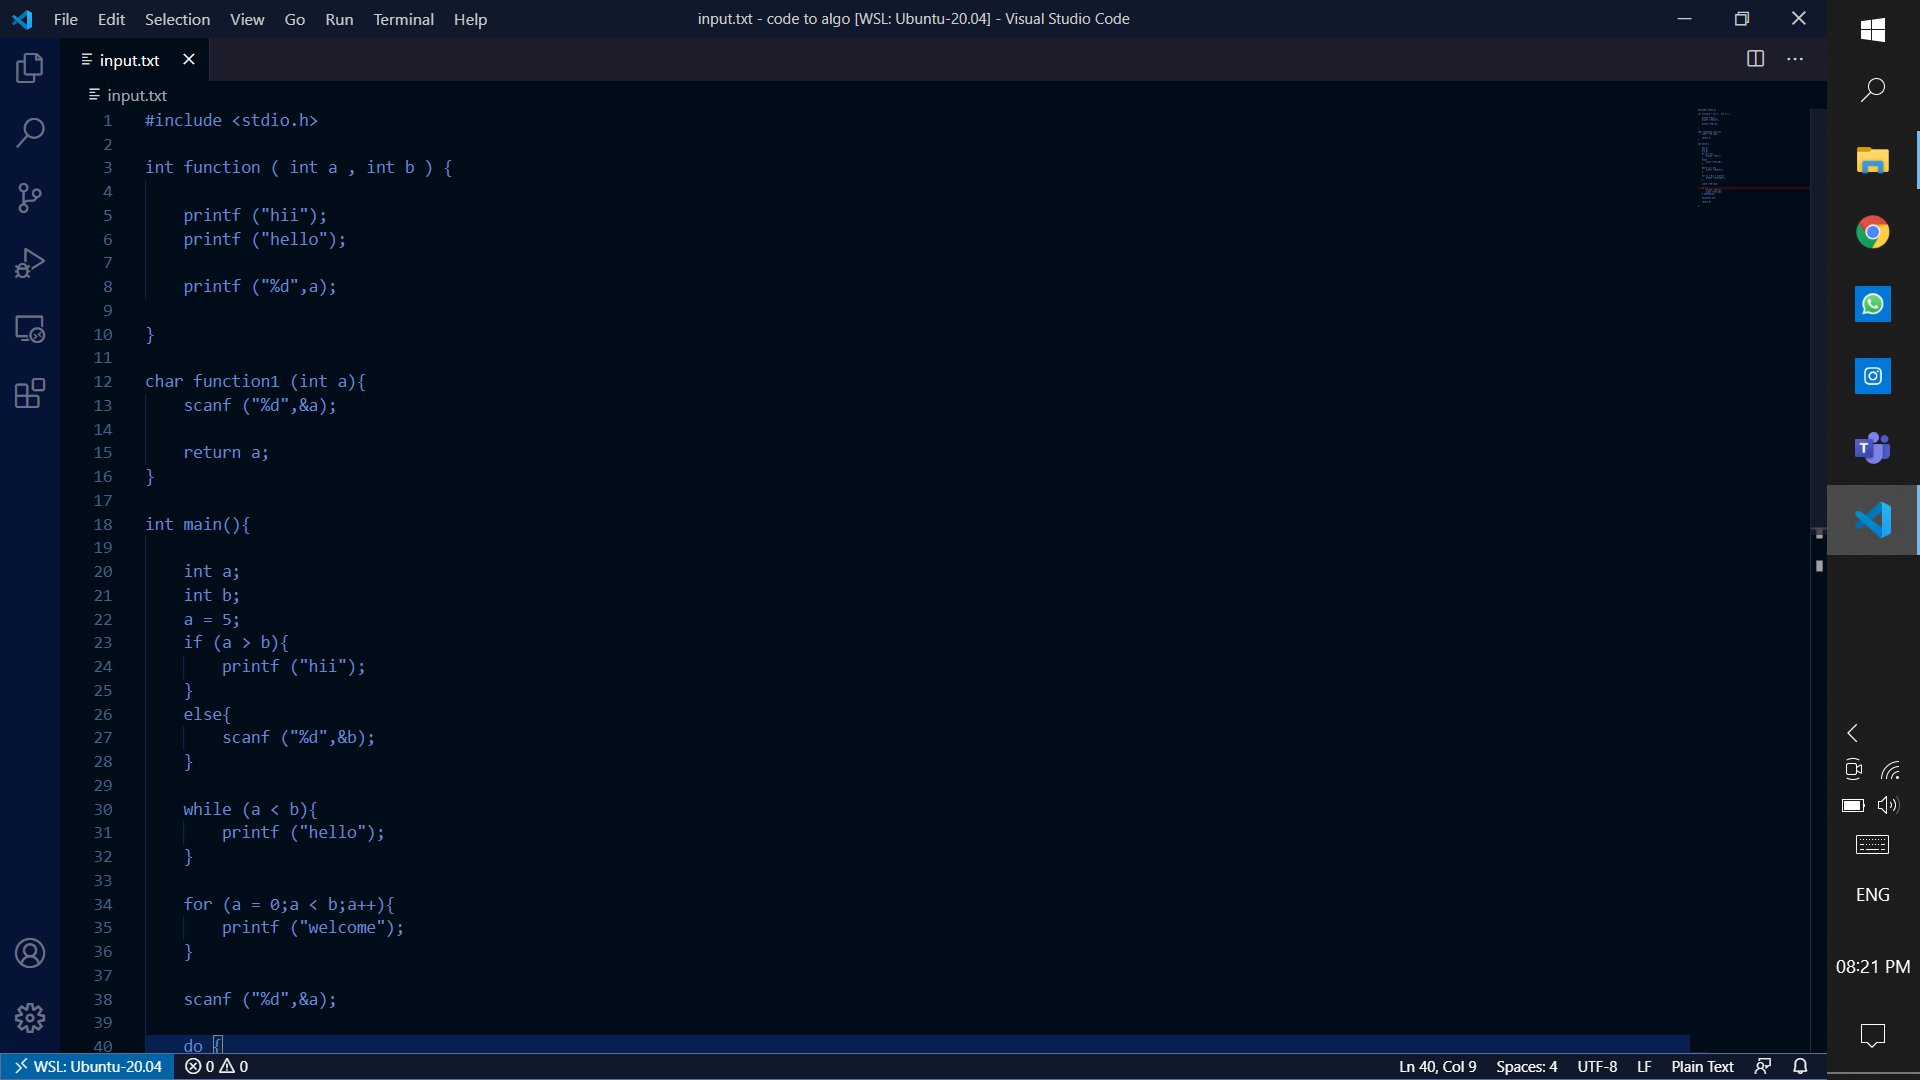 File Edit Selection View Go Run Terminal Help
input.txt - code to algo [WSL: Ubuntu-20.04] - Visual Studio Code
input.txt
input.txt
1 #include <stdio.h>
2
3 int function ( int a , int b ) {
4
5 printf ("hii");
6 printf ("hello");
7
8 printf ("%d",a);
9
10 }
11
12 char function1 (int a){
13 scanf ("%d",&a);
14
15 return a;
16 }
17
18 int main(){
19
20 int a;
21 int b;
22 a = 5;
23 if (a > b){
24 printf ("hii");
25 }
26 else{
27 scanf ("%d",&b);
28 }
29
30 while (a < b){
31 printf ("hello");
32 }
33
34 for (a = 0;a < b;a++){
35 printf ("welcome");
36 }
37
38 scanf ("%d",&a);
39
40 do {
WSL: Ubuntu-20.04 0 0
Ln 40, Col 9 Spaces: 4 UTF-8 LF Plain Text
T
ENG
08:21 PM